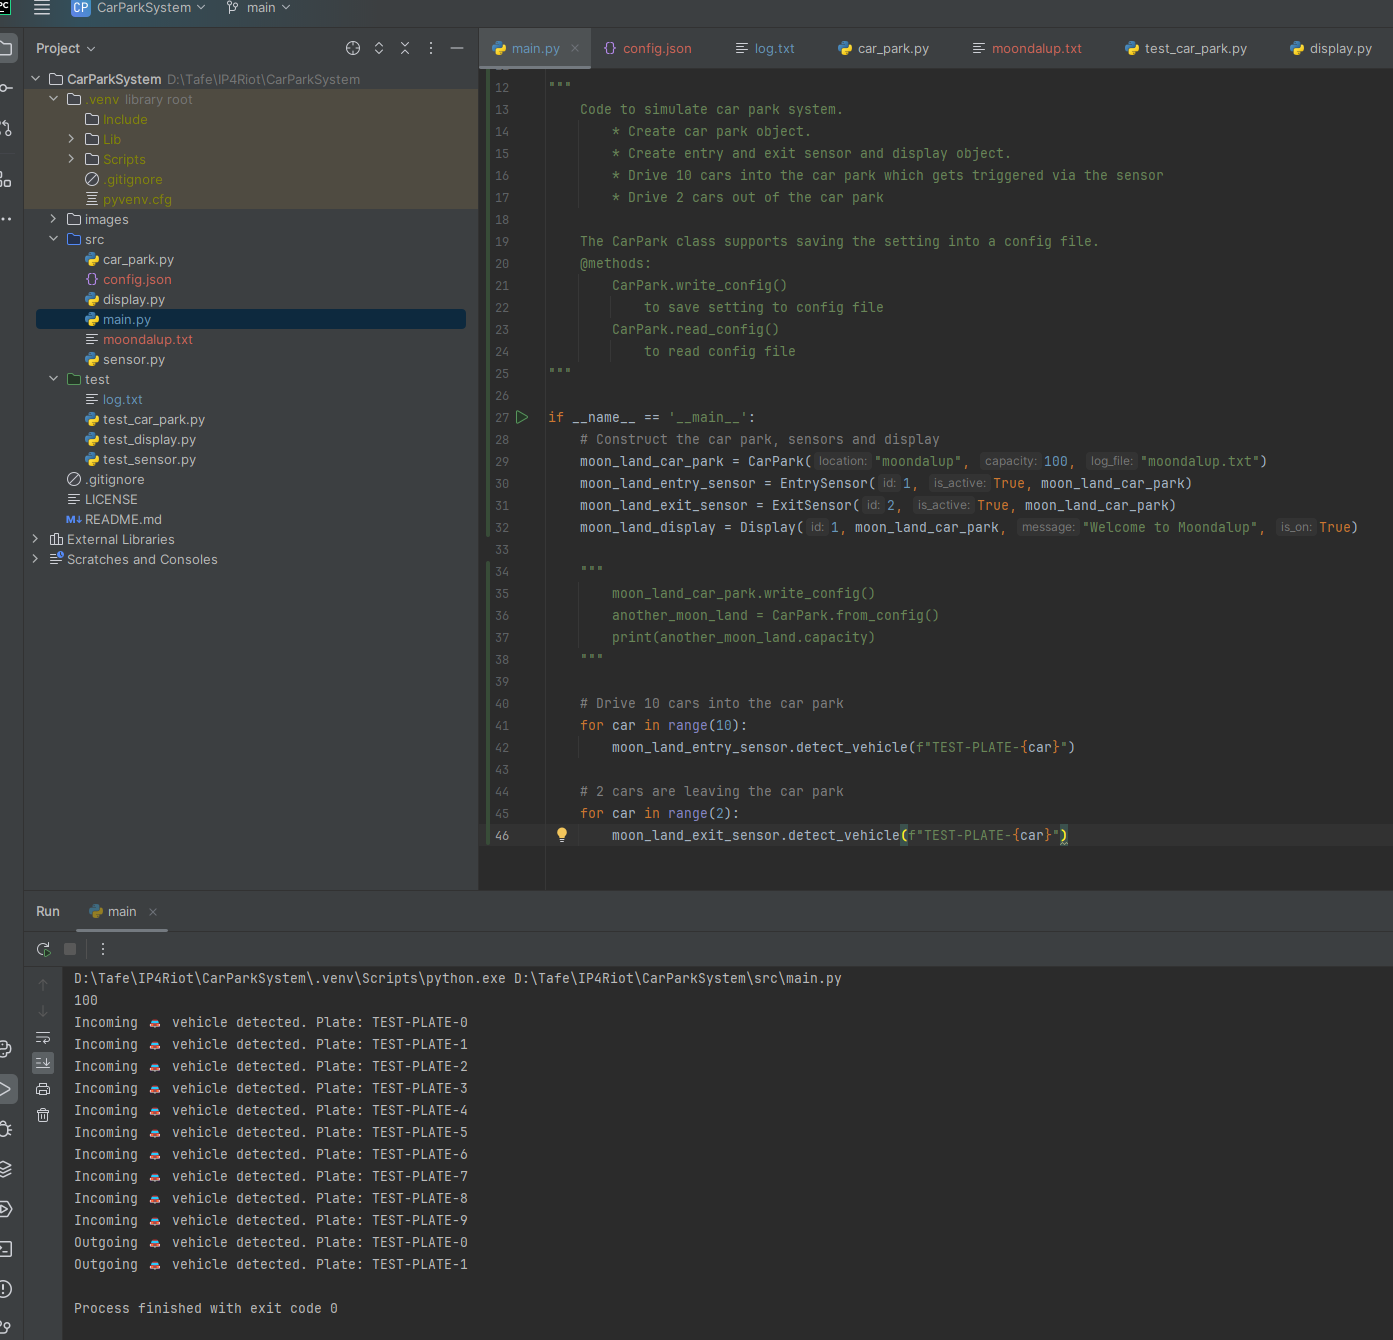 PC
CP CarParkSystem main
Project
CarParkSystem D:\Tafe\IP4Riot\CarParkSystem
.venv library root
Include
Lib
Scripts
.gitignore
pyvenv.cfg
images
src
car_park.py
{} config.json
display.py
main.py
moondalup.txt
sensor.py
test
log.txt
test_car_park.py
test_display.py
test_sensor.py
.gitignore
LICENSE
M↓ README.md
External Libraries
Scratches and Consoles
main.py × {} config.json log.txt car_park.py moondalup.txt test_car_park.py display.py
12 """
13 Code to simulate car park system.
14 * Create car park object.
15 * Create entry and exit sensor and display object.
16 * Drive 10 cars into the car park which gets triggered via the sensor
17 * Drive 2 cars out of the car park
18
19 The CarPark class supports saving the setting into a config file.
20 @methods:
21 CarPark.write_config()
22 to save setting to config file
23 CarPark.read_config()
24 to read config file
25 """
26
27 if __name__ == '__main__':
28 # Construct the car park, sensors and display
29 moon_land_car_park = CarPark( location: "moondalup", capacity: 100, log_file: "moondalup.txt")
30 moon_land_entry_sensor = EntrySensor( id: 1, is_active: True, moon_land_car_park)
31 moon_land_exit_sensor = ExitSensor( id: 2, is_active: True, moon_land_car_park)
32 moon_land_display = Display( id: 1, moon_land_car_park, message: "Welcome to Moondalup", is_on: True)
33
34 """
35 moon_land_car_park.write_config()
36 another_moon_land = CarPark.from_config()
37 print(another_moon_land.capacity)
38 """
39
40 # Drive 10 cars into the car park
41 for car in range(10):
42 moon_land_entry_sensor.detect_vehicle(f"TEST-PLATE-{car}")
43
44 # 2 cars are leaving the car park
45 for car in range(2):
46 moon_land_exit_sensor.detect_vehicle(f"TEST-PLATE-{car}")
Run main ×
D:\Tafe\IP4Riot\CarParkSystem\.venv\Scripts\python.exe D:\Tafe\IP4Riot\CarParkSystem\src\main.py
100
Incoming 🚘 vehicle detected. Plate: TEST-PLATE-0
Incoming 🚘 vehicle detected. Plate: TEST-PLATE-1
Incoming 🚘 vehicle detected. Plate: TEST-PLATE-2
Incoming 🚘 vehicle detected. Plate: TEST-PLATE-3
Incoming 🚘 vehicle detected. Plate: TEST-PLATE-4
Incoming 🚘 vehicle detected. Plate: TEST-PLATE-5
Incoming 🚘 vehicle detected. Plate: TEST-PLATE-6
Incoming 🚘 vehicle detected. Plate: TEST-PLATE-7
Incoming 🚘 vehicle detected. Plate: TEST-PLATE-8
Incoming 🚘 vehicle detected. Plate: TEST-PLATE-9
Outgoing 🚘 vehicle detected. Plate: TEST-PLATE-0
Outgoing 🚘 vehicle detected. Plate: TEST-PLATE-1
Process finished with exit code 0